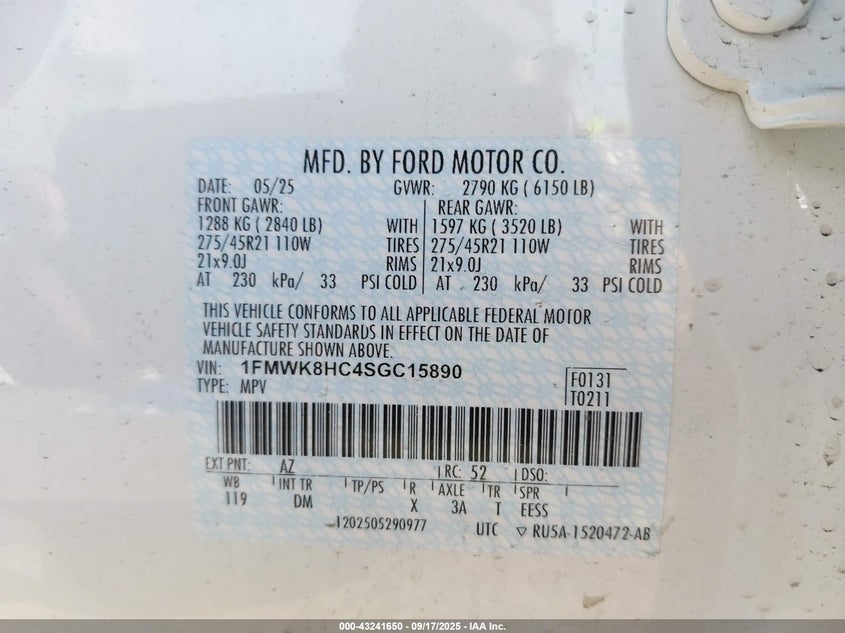 MFD. BY FORD MOTOR CO.
DATE: 05/25 GVWR: 2790 KG ( 6150 LB)
FRONT GAWR: REAR GAWR:
1288 KG ( 2840 LB) WITH 1597 KG ( 3520 LB) WITH
275/45R21 110W TIRES 275/45R21 110W TIRES
21x9.0J RIMS 21x9.0J RIMS
AT 230 kPa/ 33 PSI COLD AT 230 kPa/ 33 PSI COLD
THIS VEHICLE CONFORMS TO ALL APPLICABLE FEDERAL MOTOR
VEHICLE SAFETY STANDARDS IN EFFECT ON THE DATE OF
MANUFACTURE SHOWN ABOVE.
VIN: 1FMWK8HC4SGC15890
TYPE: MPV
F0131
T0211
EXT PNT: AZ RC: 52 DSO:
WB INT TR TP/PS R AXLE TR SPR
119 DM X 3A T EESS
1202505290977 UTC ▽ RU5A-1520472-AB
000-43241650 - 09/17/2025 - IAA Inc.